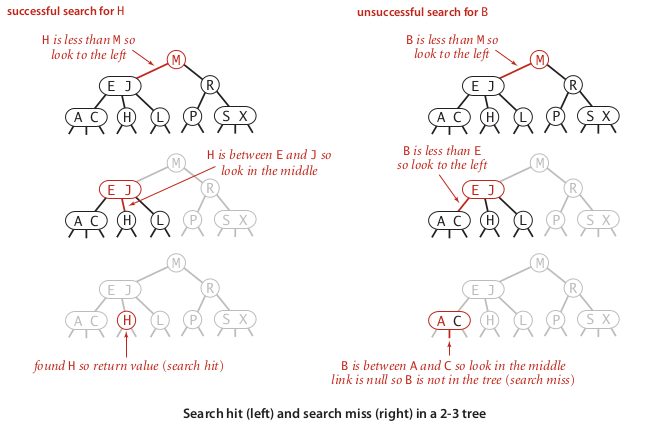 successful search for H
H is less than M so
look to the left
M
E J
R
A C
H
L
P
S X
H is between E and J so
look in the middle
M
E J
R
A C
H
L
P
S X
M
E J
R
A C
H
L
P
S X
found H so return value (search hit)
unsuccessful search for B
B is less than M so
look to the left
M
E J
R
A C
H
L
P
S X
B is less than E
so look to the left
M
E J
R
A C
H
L
P
S X
M
E J
R
A C
H
L
P
S X
B is between A and C so look in the middle
link is null so B is not in the tree (search miss)
Search hit (left) and search miss (right) in a 2-3 tree